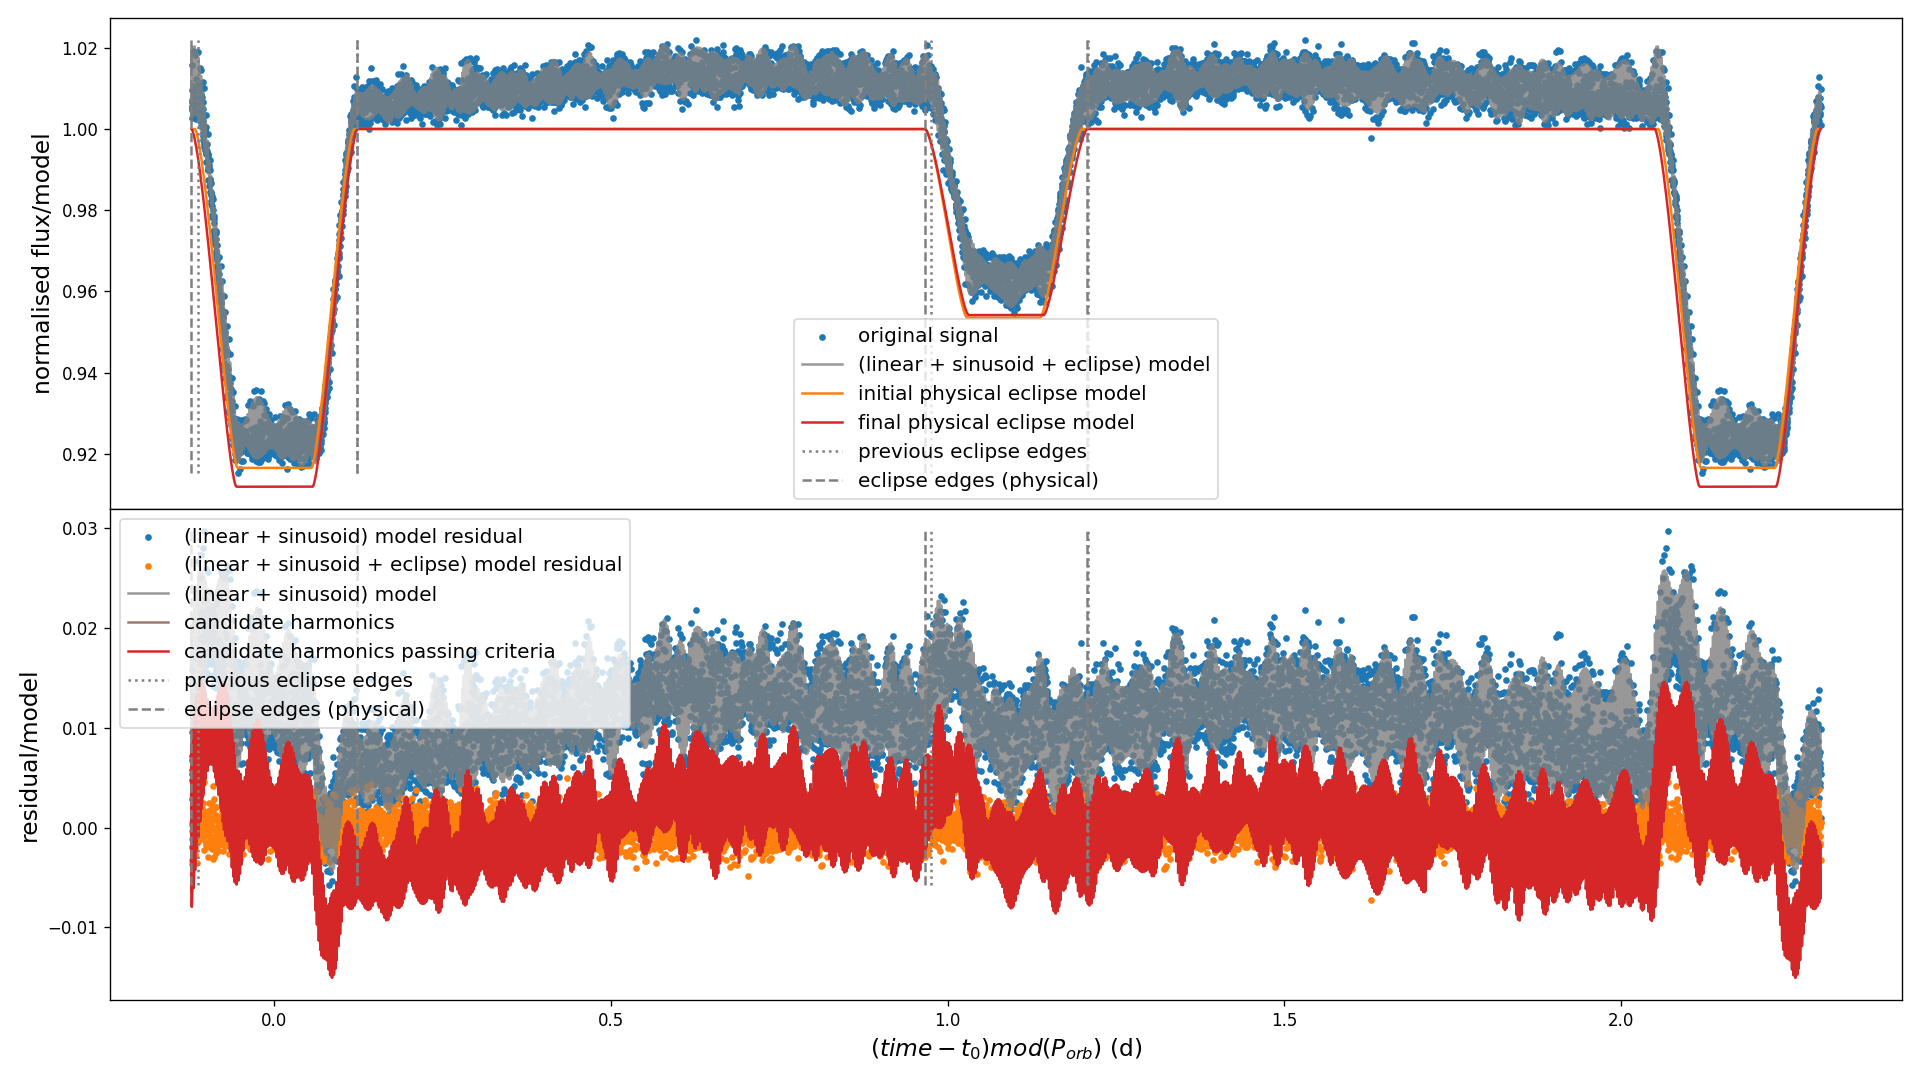 normalised flux/model
1.02
1.00
0.98
0.96
0.94
0.92
original signal
(linear + sinusoid + eclipse) model
initial physical eclipse model
final physical eclipse model
previous eclipse edges
eclipse edges (physical)
residual/model
0.03
0.02
0.01
0.00
−0.01
(linear + sinusoid) model residual
(linear + sinusoid + eclipse) model residual
(linear + sinusoid) model
candidate harmonics
candidate harmonics passing criteria
previous eclipse edges
eclipse edges (physical)
0.0 0.5 1.0 1.5 2.0
(time − t₀)mod(P_orb) (d)